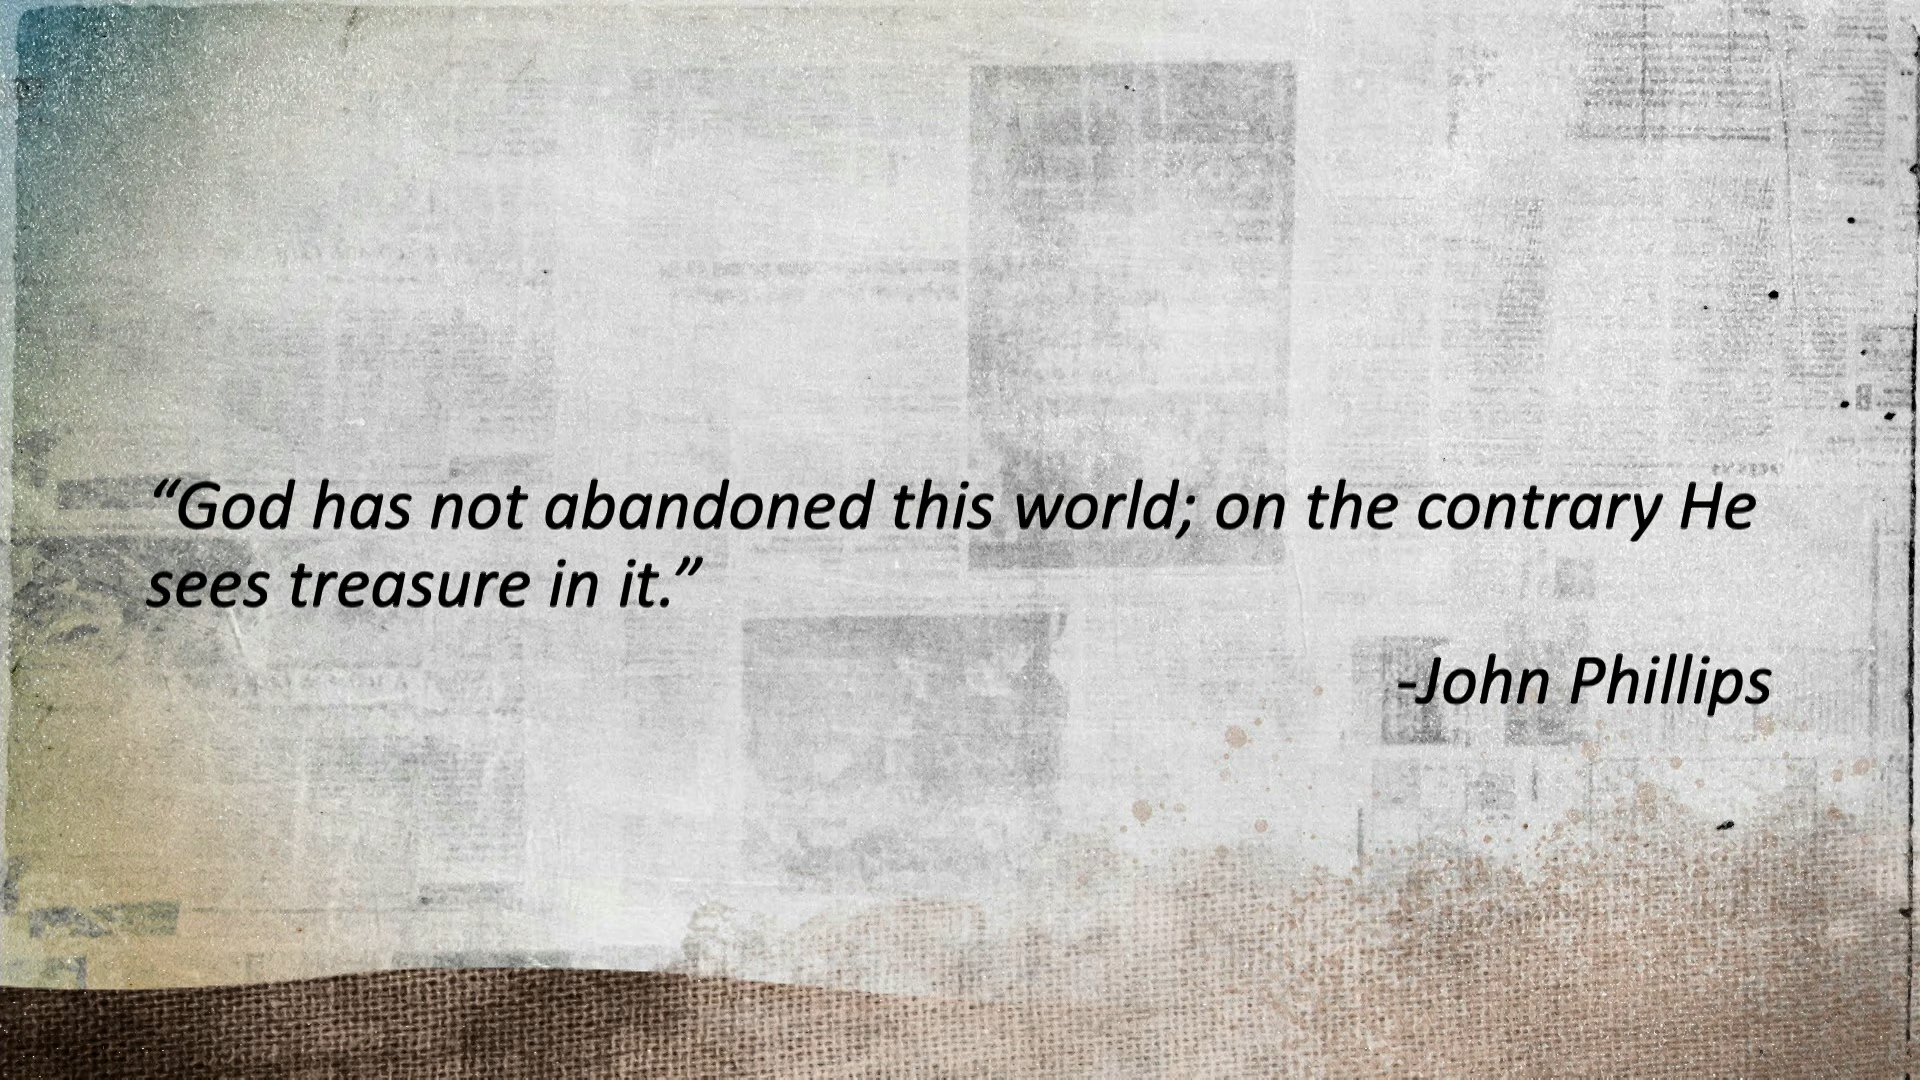 “God has not abandoned this world; on the contrary He
sees treasure in it.”
-John Phillips